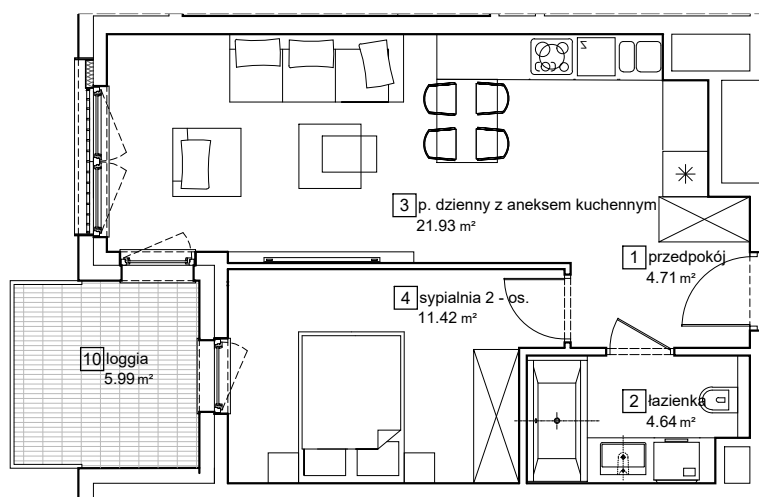 3 p. dzienny z aneksem kuchennym
21.93 m²
1 przedpokój
4.71 m²
4 sypialnia 2 - os.
11.42 m²
10 loggia
5.99 m²
2 łazienka
4.64 m²
Z